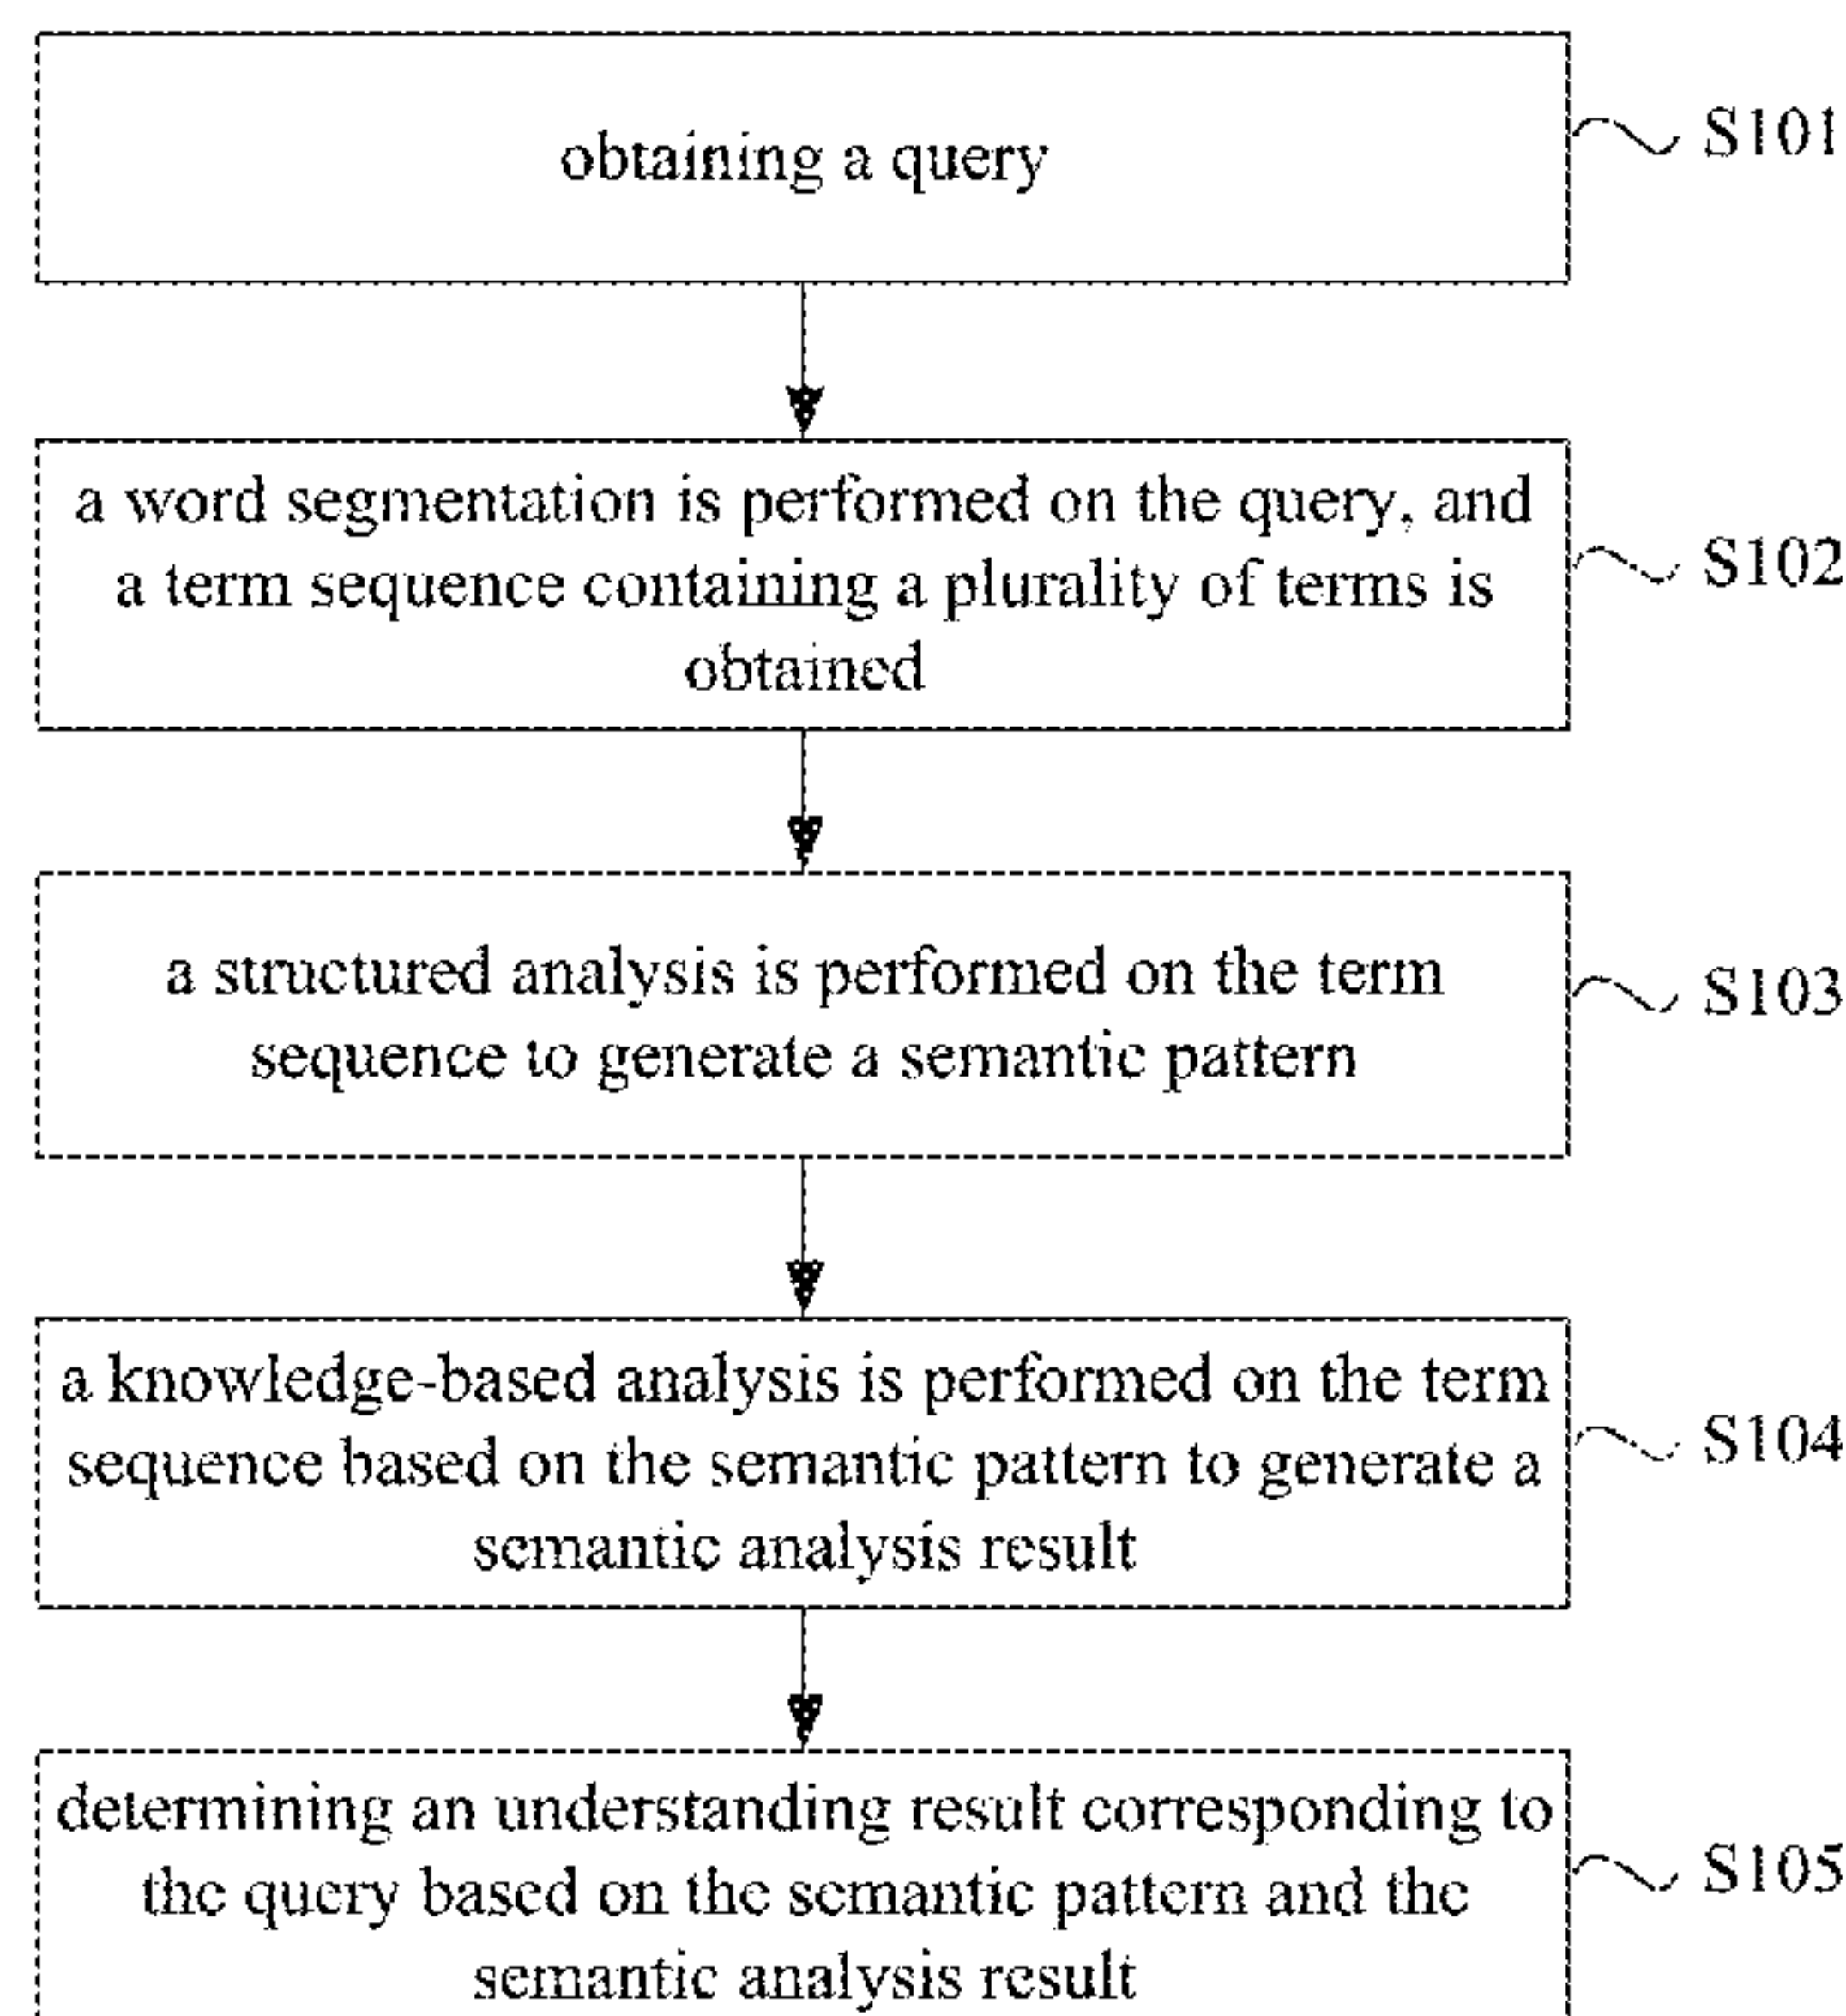 obtaining a query
S101
a word segmentation is performed on the query, and
a term sequence containing a plurality of terms is
obtained
S102
a structured analysis is performed on the term
sequence to generate a semantic pattern
S103
a knowledge-based analysis is performed on the term
sequence based on the semantic pattern to generate a
semantic analysis result
S104
determining an understanding result corresponding to
the query based on the semantic pattern and the
semantic analysis result
S105